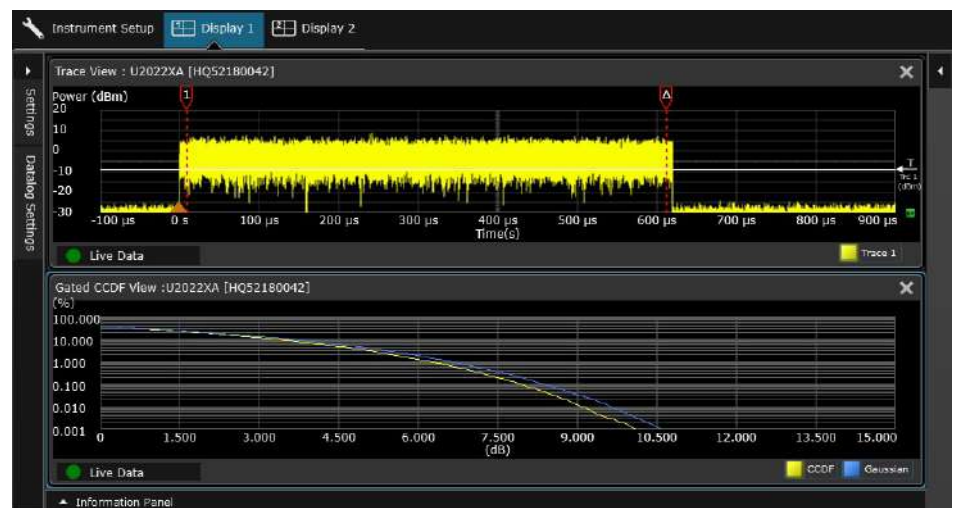 Instrument Setup Display 1 Display 2
Settings
Datalog Settings
Trace View : U2022XA [HQ52180042]
Power (dBm)
1 Δ
20
10
0
-10
-20
-30
T
Trc 1
(dBm)
-100 µs 0 s 100 µs 200 µs 300 µs 400 µs 500 µs 600 µs 700 µs 800 µs 900 µs
Time(s)
Live Data Trace 1
Gated CCDF View :U2022XA [HQ52180042]
(%)
100.000
10.000
1.000
0.100
0.010
0.001
0 1.500 3.000 4.500 6.000 7.500 9.000 10.500 12.000 13.500 15.000
(dB)
Live Data CCDF Gaussian
Information Panel